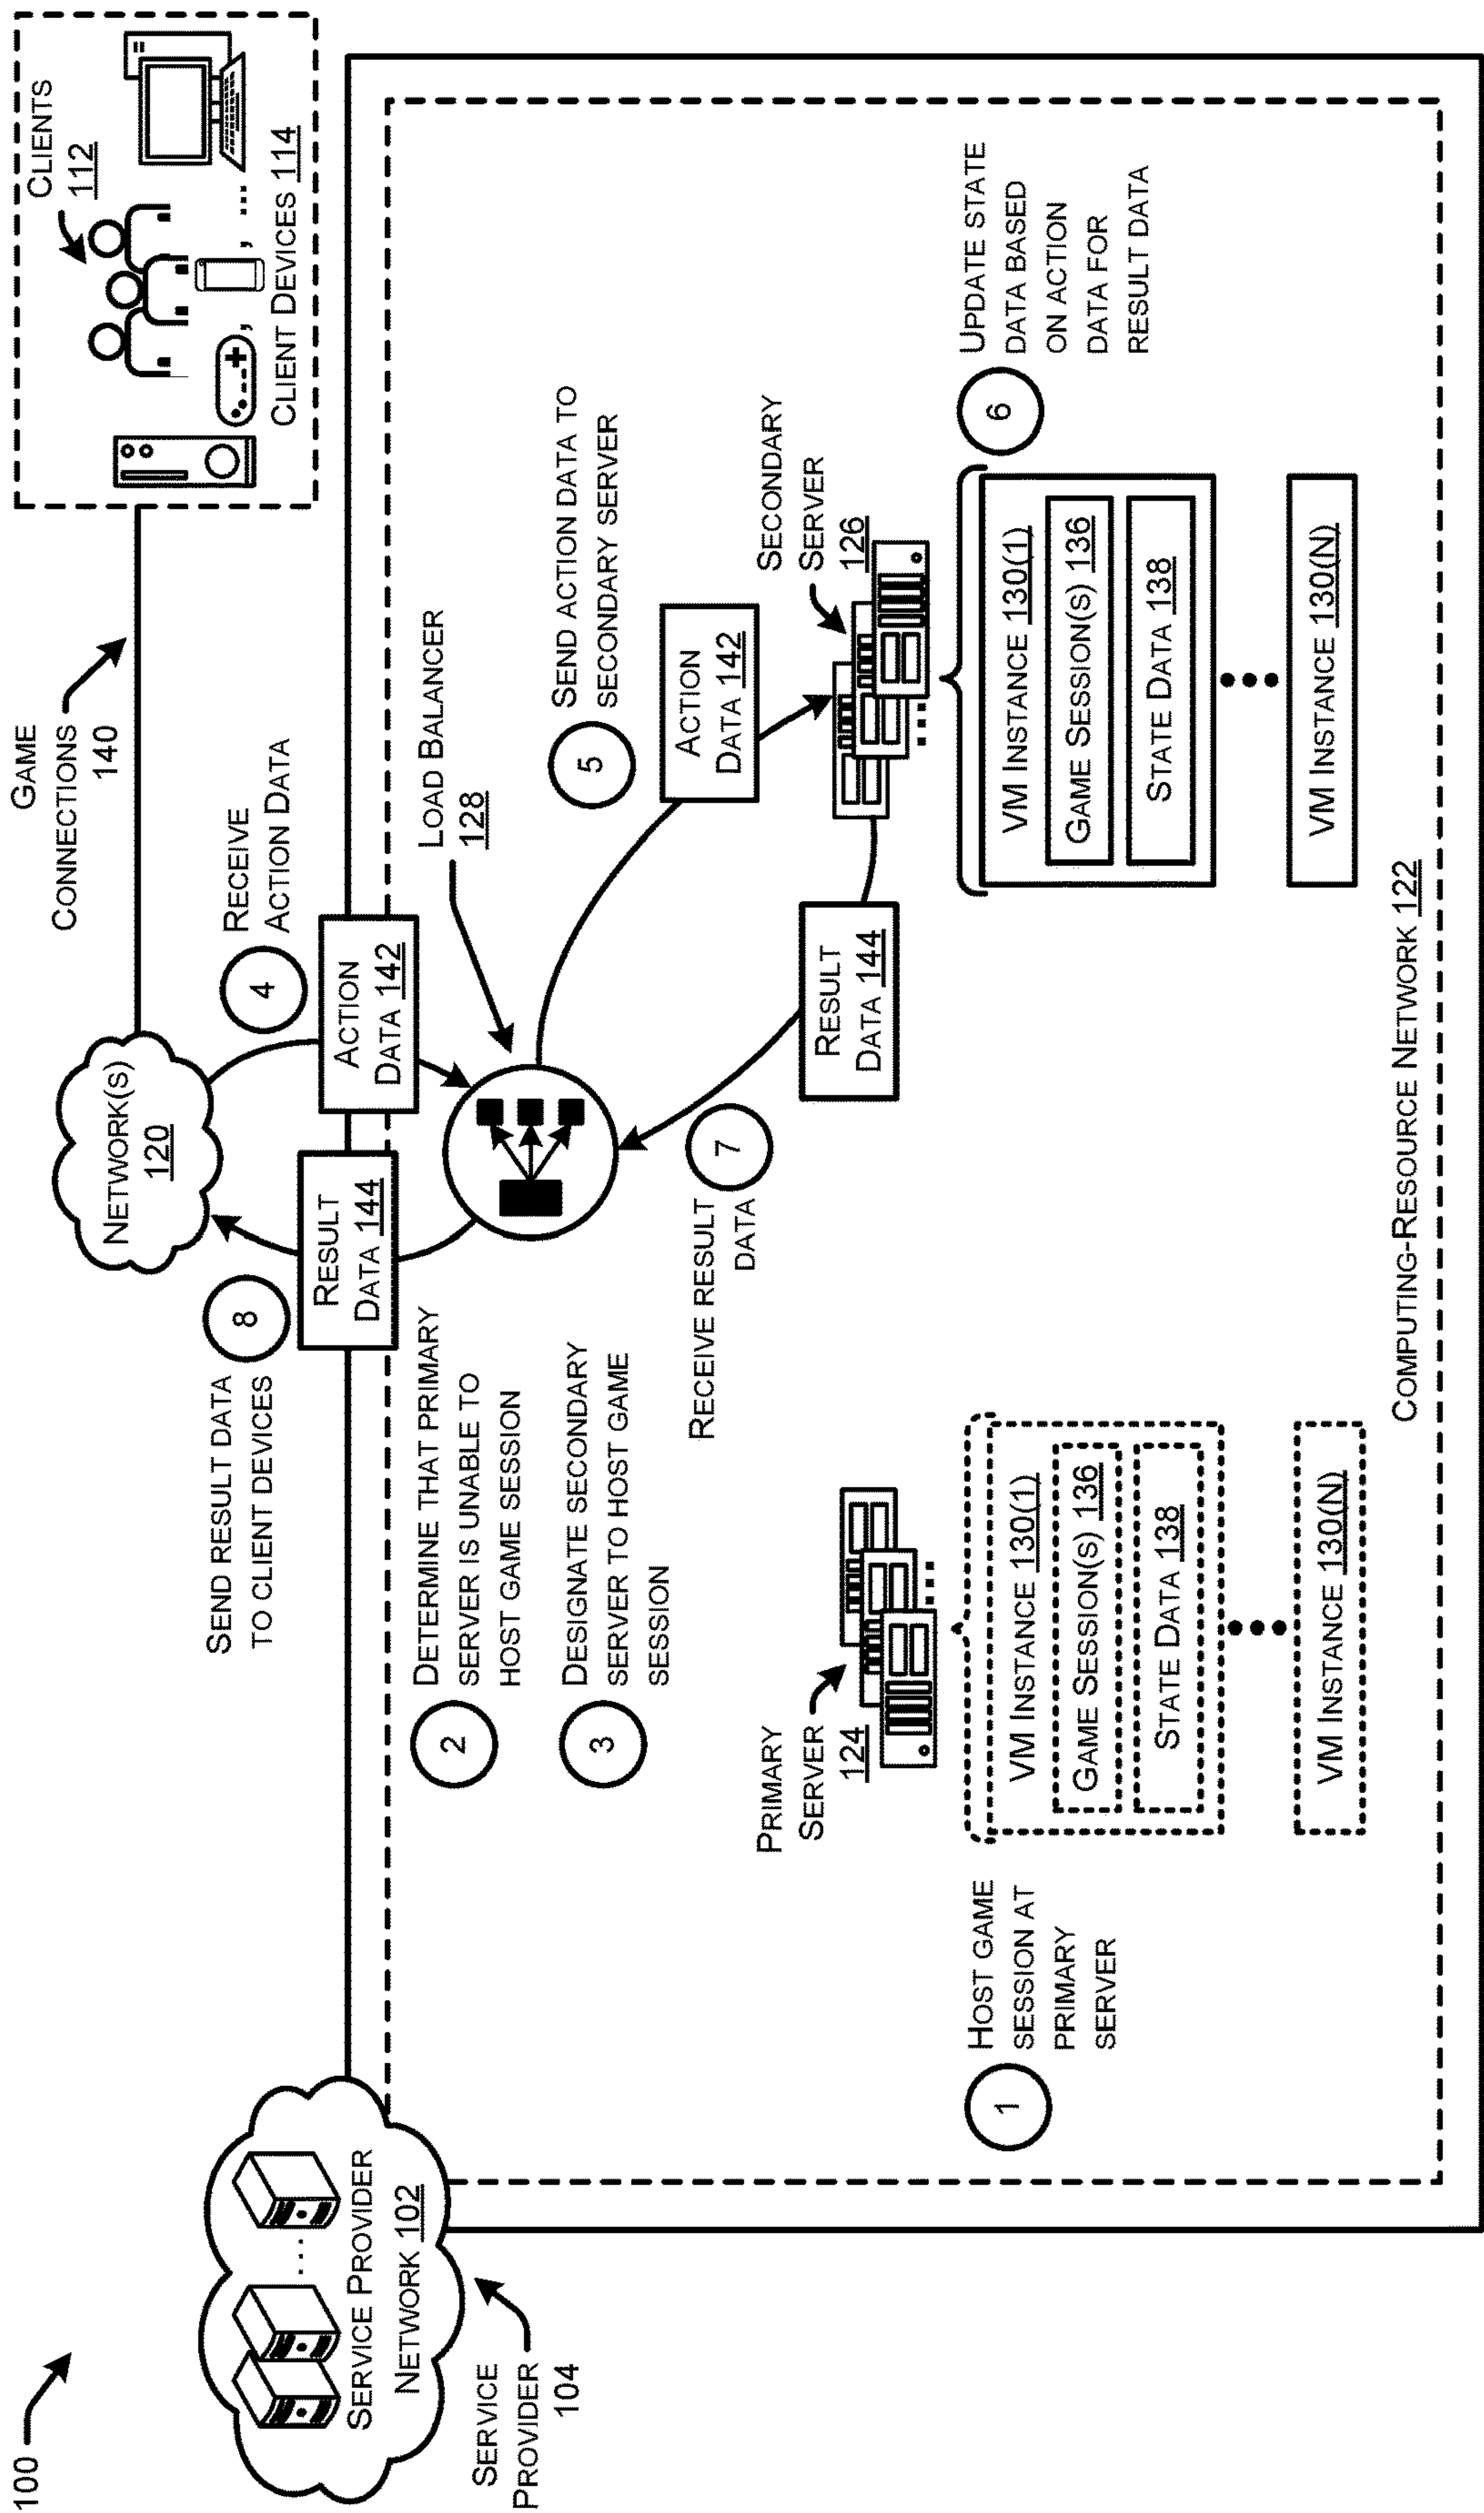 100
SERVICE PROVIDER
NETWORK 102
SERVICE
PROVIDER 104
8
SEND RESULT DATA
TO CLIENT DEVICES
NETWORK(S)
120
GAME
CONNECTIONS
140
CLIENTS
112
CLIENT DEVICES 114
, , ...
4
RECEIVE
ACTION DATA
RESULT
DATA 144
ACTION
DATA 142
2
DETERMINE THAT PRIMARY
SERVER IS UNABLE TO
HOST GAME SESSION
3
DESIGNATE SECONDARY
SERVER TO HOST GAME
SESSION
LOAD BALANCER
128
5
SEND ACTION DATA TO
SECONDARY SERVER
ACTION
DATA 142
7
RECEIVE RESULT
DATA
RESULT
DATA 144
PRIMARY
SERVER
124
SECONDARY
SERVER
126
1
HOST GAME
SESSION AT
PRIMARY
SERVER
VM INSTANCE 130(1)
GAME SESSION(S) 136
STATE DATA 138
VM INSTANCE 130(N)
VM INSTANCE 130(1)
GAME SESSION(S) 136
STATE DATA 138
VM INSTANCE 130(N)
6
UPDATE STATE
DATA BASED
ON ACTION
DATA FOR
RESULT DATA
COMPUTING-RESOURCE NETWORK 122